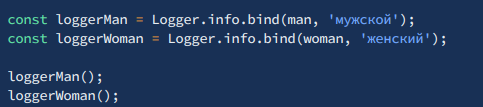 const loggerMan = Logger.info.bind(man, 'мужской');
const loggerWoman = Logger.info.bind(woman, 'женский');
loggerMan();
loggerWoman();